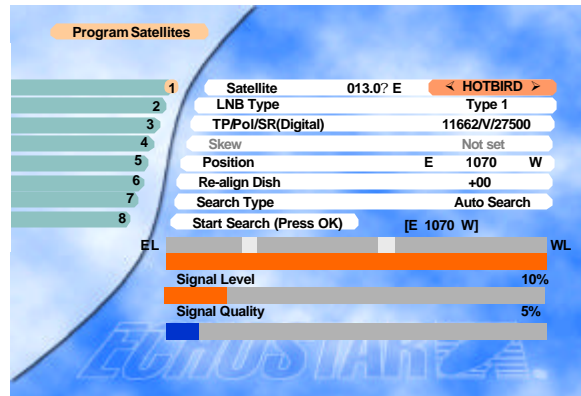 Program Satellites
1 Satellite 013.0? E HOTBIRD
2 LNB Type Type 1
3 TP/Pol/SR(Digital) 11662/V/27500
4 Skew Not set
5 Position E 1070 W
6 Re-align Dish +00
7 Search Type Auto Search
8 Start Search (Press OK) [E 1070 W]
EL WL
Signal Level 10%
Signal Quality 5%
ECHOSTAR